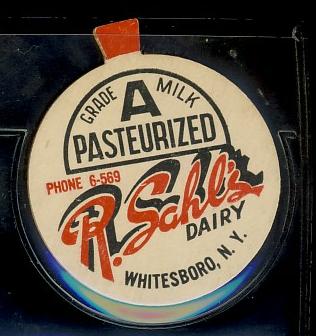 GRADE A MILK
PASTEURIZED
PHONE 6-569
R. Sahl's
DAIRY
WHITESBORO, N.Y.